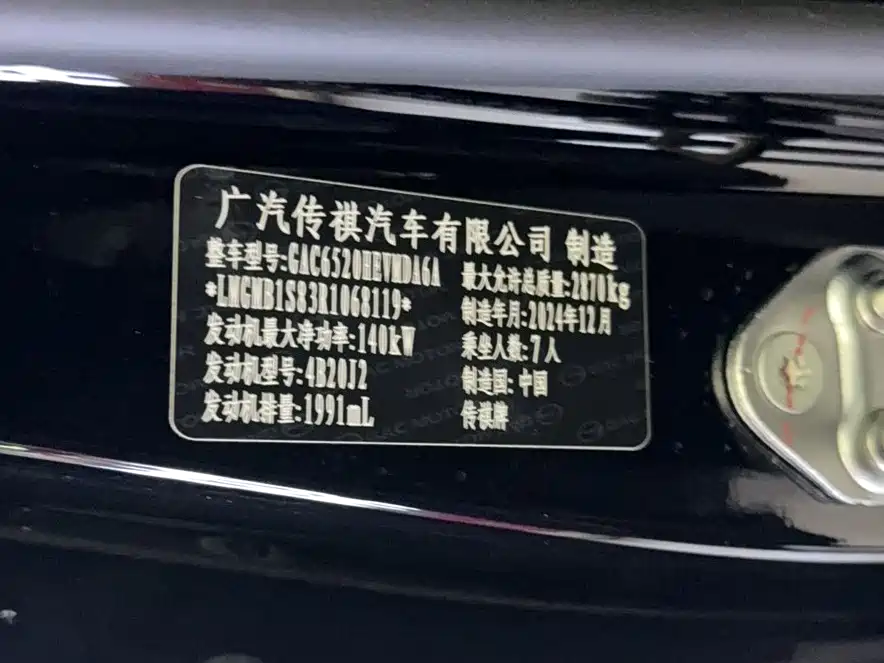 广汽传祺汽车有限公司 制造
整车型号:GAC6520HEVMDA6A
*LMGMB1S83R1068119*
发动机最大净功率:140kW
发动机型号:4B20J2
发动机排量:1991mL
最大允许总质量:2870kg
制造年月:2024年12月
乘坐人数:7人
制造国:中国
传祺牌